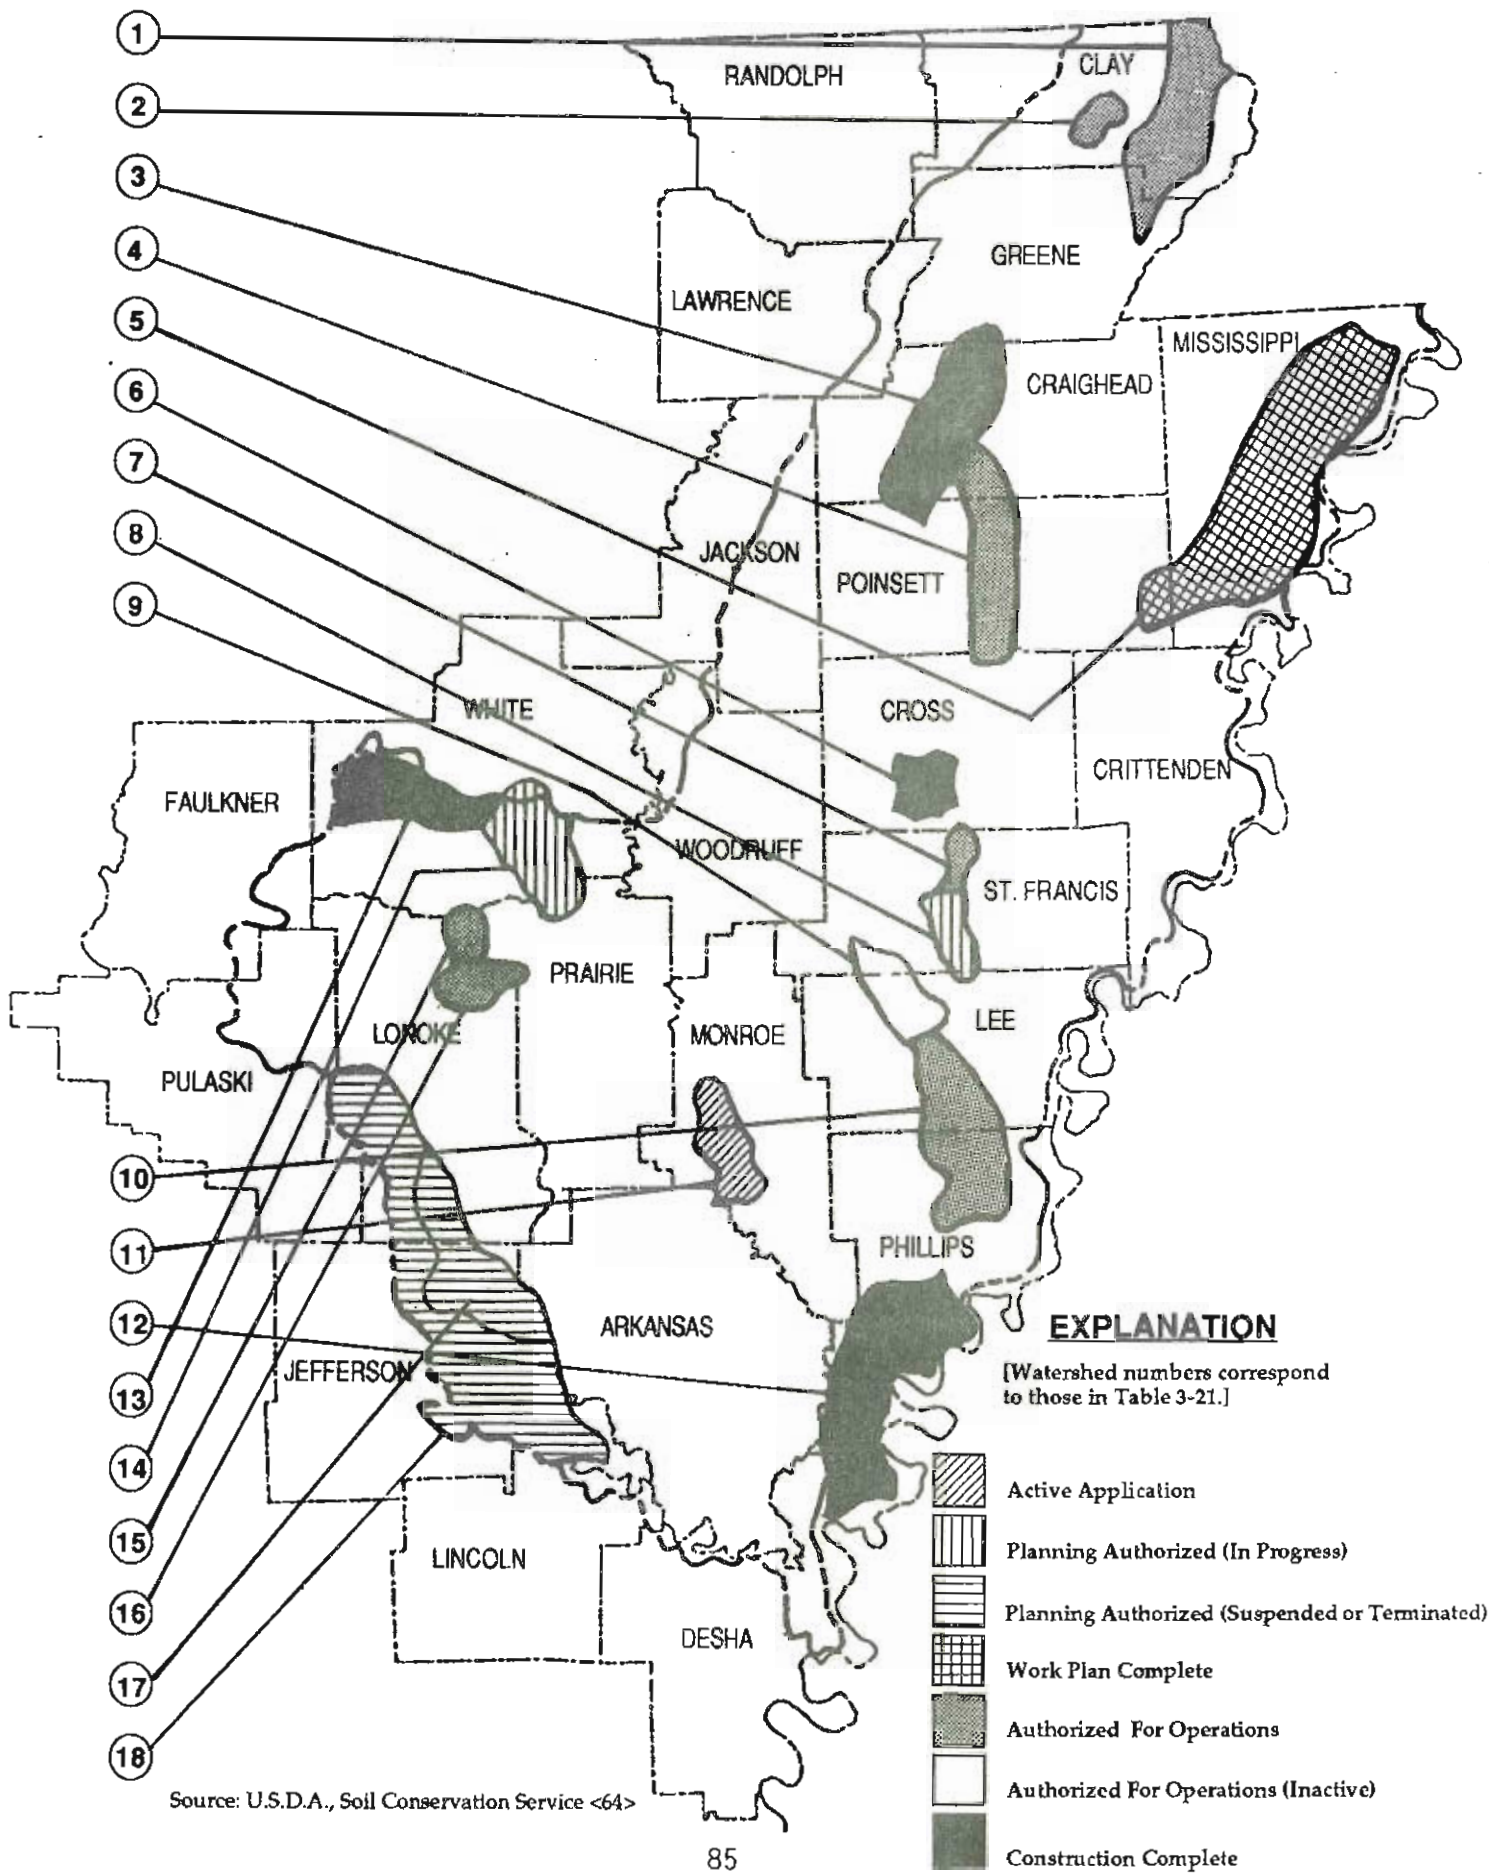 1
RANDOLPH
CLAY
2
3
4
GREENE
LAWRENCE
5
MISSISSIPPI
CRAIGHEAD
6
7
8
JACKSON
POINSETT
9
WHITE
CROSS
CRITTENDEN
FAULKNER
WOODRUFF
ST. FRANCIS
PRAIRIE
LONOKE
MONROE
LEE
PULASKI
10
11
PHILLIPS
12
ARKANSAS
JEFFERSON
13
14
15
16
LINCOLN
DESHA
17
18
EXPLANATION
[Watershed numbers correspond
to those in Table 3-21.]
Active Application
Planning Authorized (In Progress)
Planning Authorized (Suspended or Terminated)
Work Plan Complete
Authorized For Operations
Authorized For Operations (Inactive)
Construction Complete
Source: U.S.D.A., Soil Conservation Service <64>
85